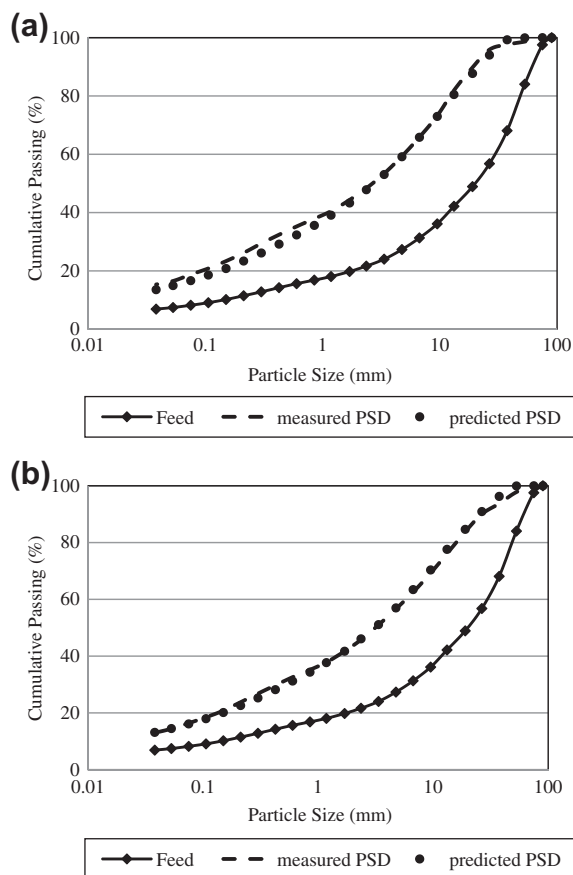 (a)
100
80
60
40
20
0
Cumulative Passing (%)
0.01 0.1 1 10 100
Particle Size (mm)
Feed measured PSD predicted PSD
(b)
100
80
60
40
20
0
Cumulative Passing (%)
0.01 0.1 1 10 100
Particle Size (mm)
Feed measured PSD predicted PSD